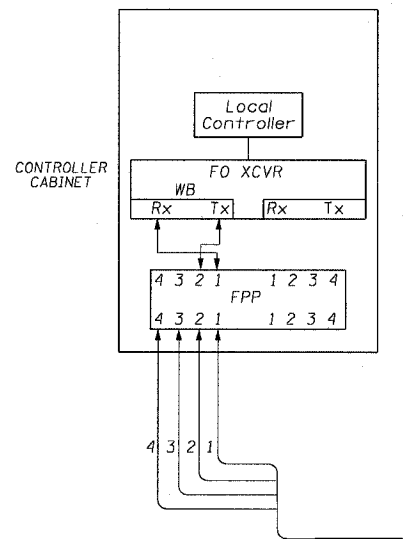 Local
Controller
CONTROLLER
CABINET
FO XCVR
WB
Rx Tx Rx Tx
4 3 2 1 1 2 3 4
FPP
4 3 2 1 1 2 3 4
4 3 2 1